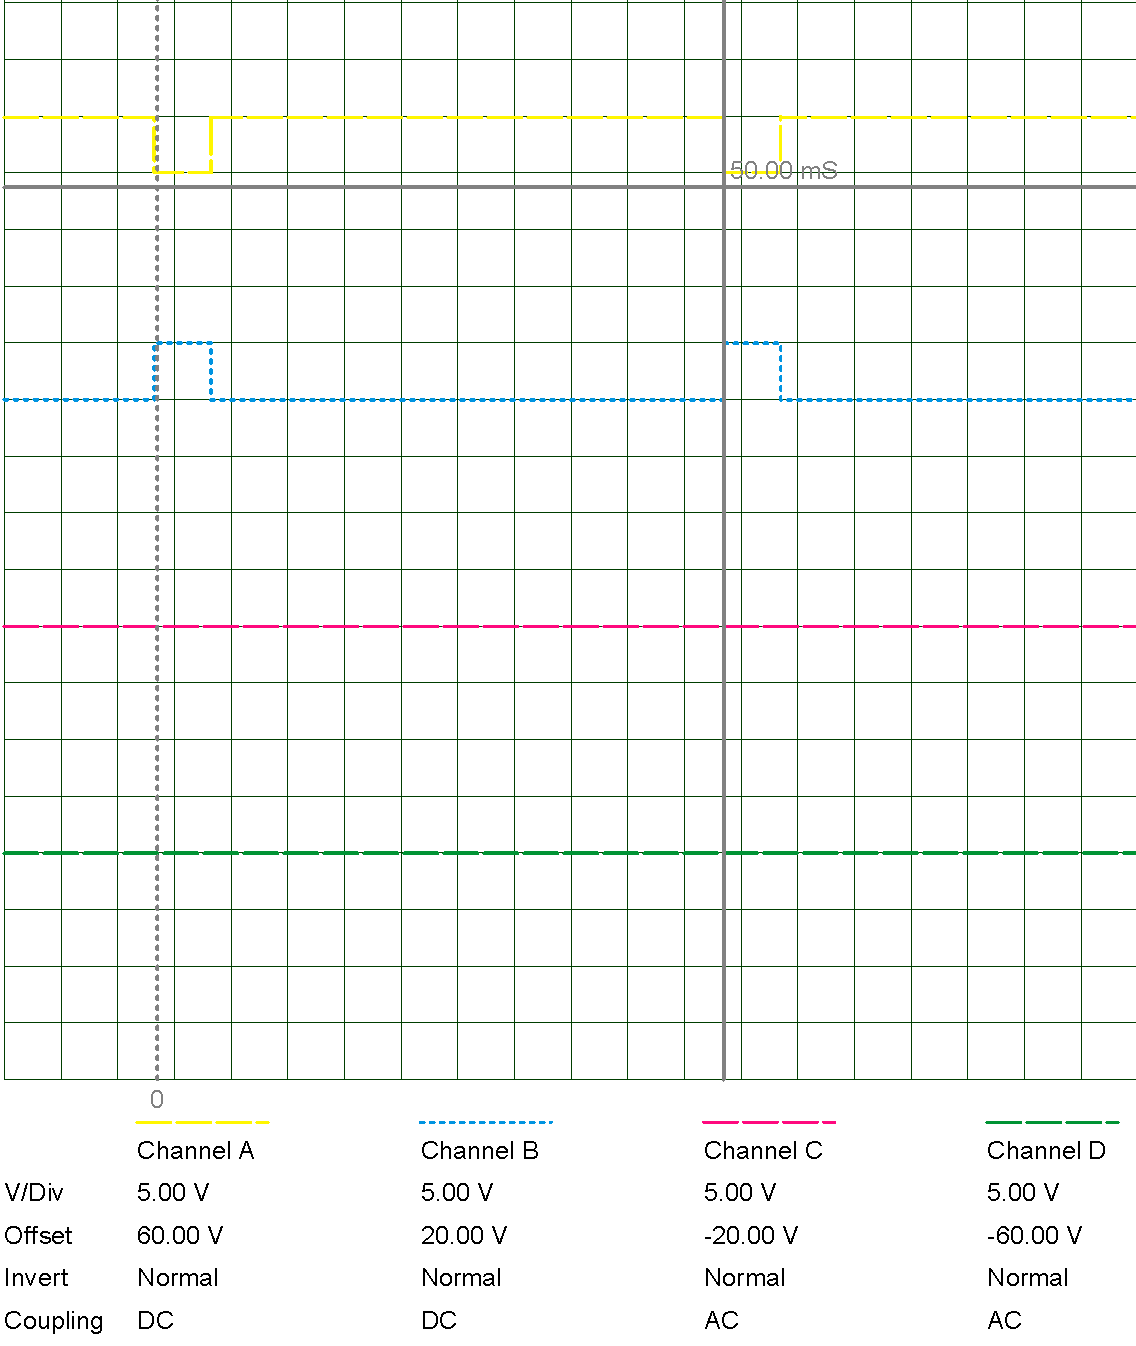 50.00 mS
0
Channel A Channel B Channel C Channel D
V/Div 5.00 V 5.00 V 5.00 V 5.00 V
Offset 60.00 V 20.00 V -20.00 V -60.00 V
Invert Normal Normal Normal Normal
Coupling DC DC AC AC